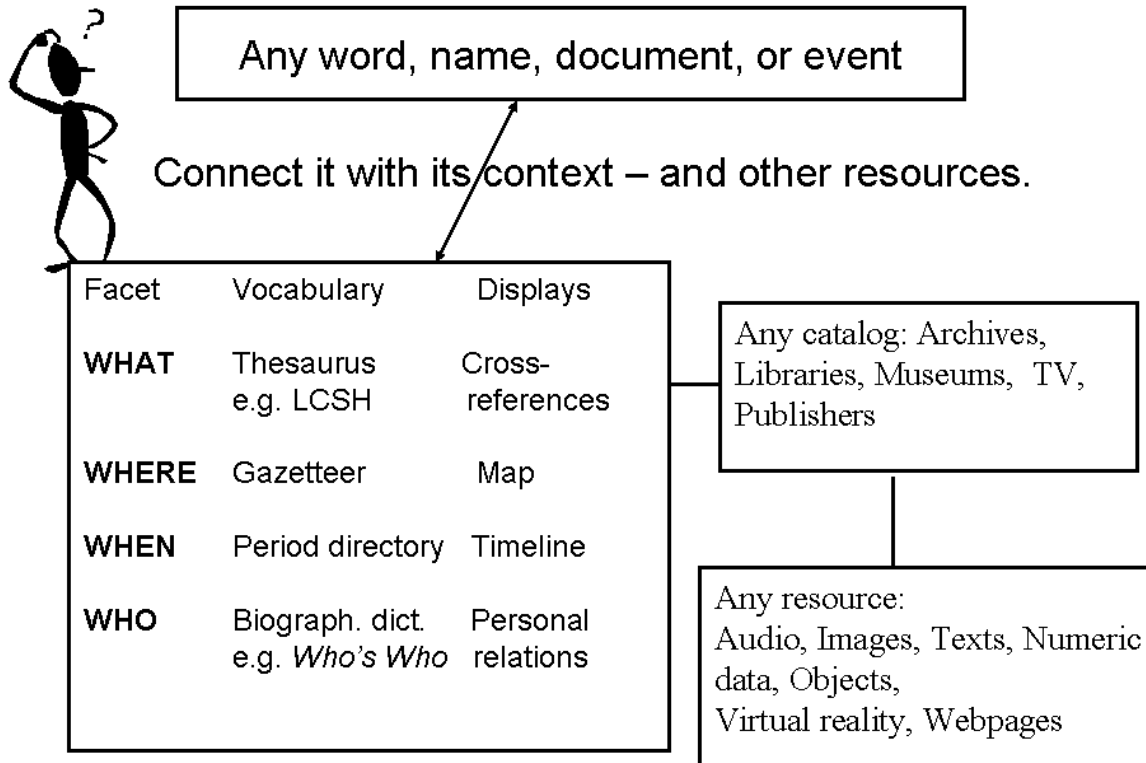 ?
Any word, name, document, or event
Connect it with its context – and other resources.
Facet Vocabulary Displays
WHAT Thesaurus Cross-
e.g. LCSH references
WHERE Gazetteer Map
WHEN Period directory Timeline
WHO Biograph. dict. Personal
e.g. Who's Who relations
Any catalog: Archives,
Libraries, Museums, TV,
Publishers
Any resource:
Audio, Images, Texts, Numeric
data, Objects,
Virtual reality, Webpages